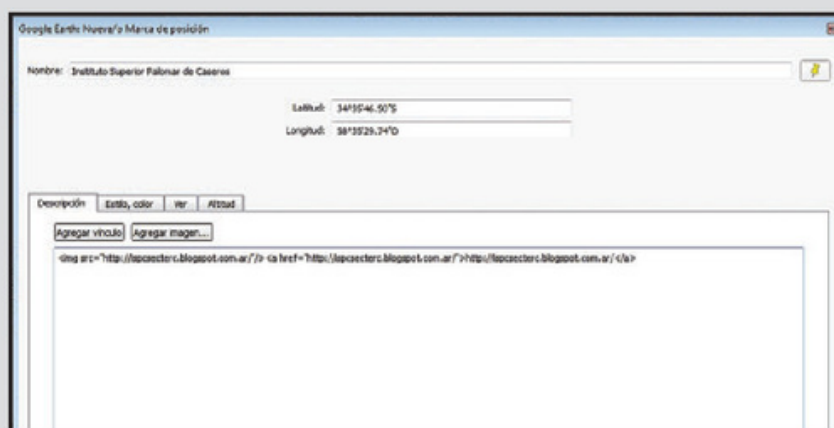 Google Earth: Nueva/o Marca de posición
Nombre: Instituto Superior Palomar de Caseros
Latitud: 34°35'46.50"S
Longitud: 58°35'29.74"O
Descripción Estilo, color Ver Altitud
Agregar vínculo Agregar imagen...
<img src="http://ispcsecterc.blogspot.com.ar/"/> <a href="http://ispcsecterc.blogspot.com.ar/">http://ispcsecterc.blogspot.com.ar/</a>